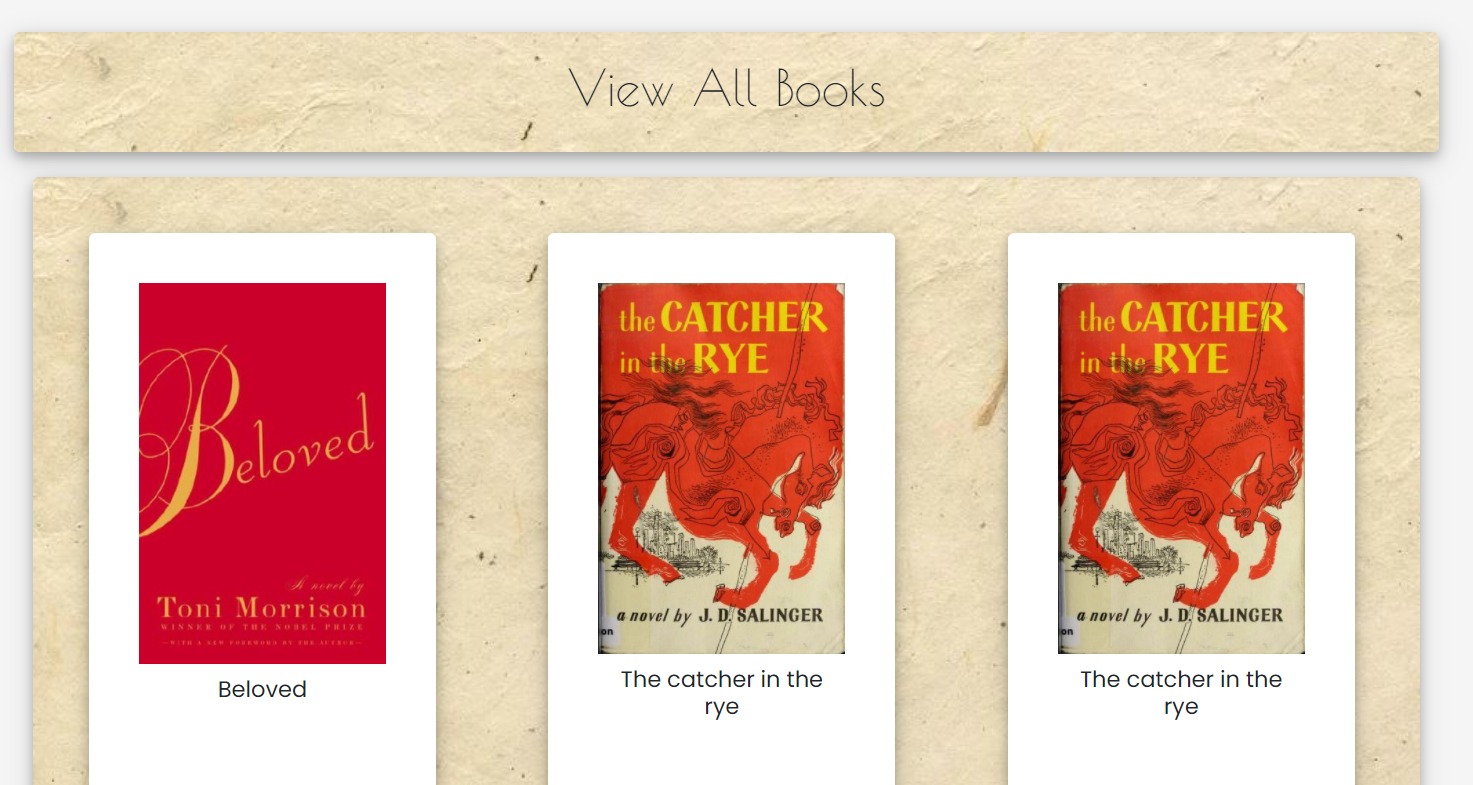 View All Books
Beloved
A novel by
Toni Morrison
WINNER OF THE NOBEL PRIZE
—WITH A NEW FOREWORD BY THE AUTHOR—
Beloved
the CATCHER
in the RYE
a novel by J. D. SALINGER
on
The catcher in the
rye
the CATCHER
in the RYE
a novel by J. D. SALINGER
on
The catcher in the
rye